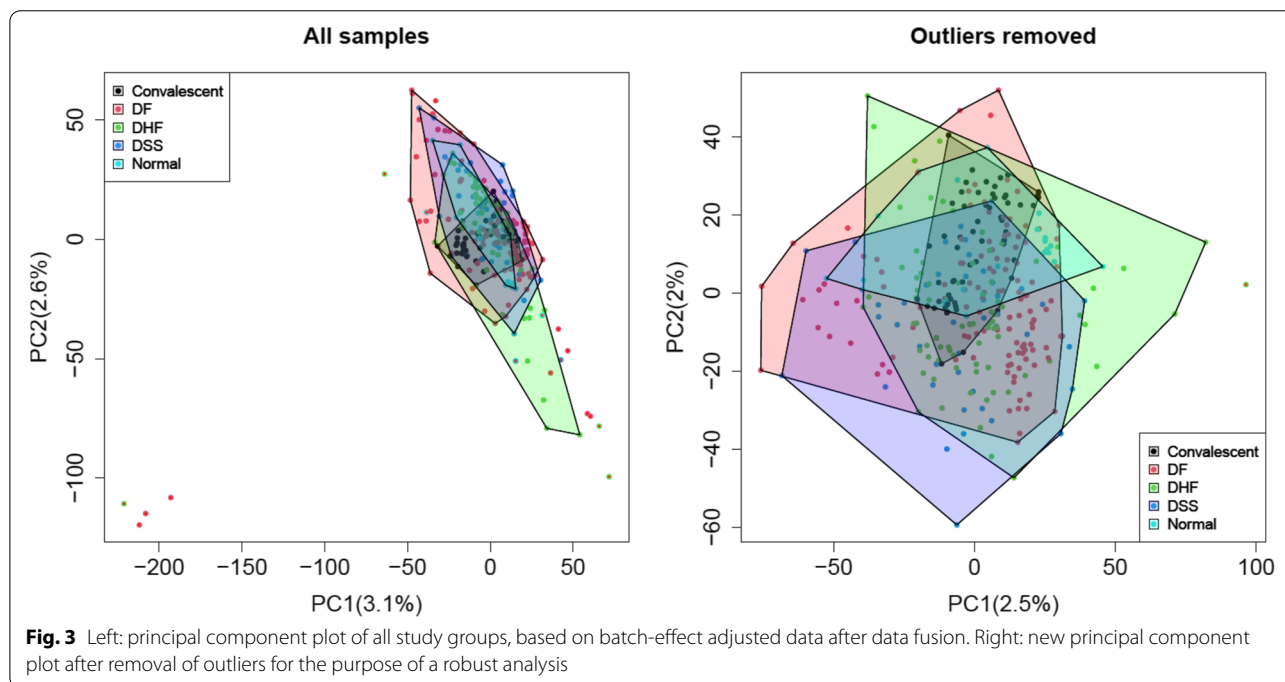 All samples
Convalescent
DF
DHF
DSS
Normal
50
0
−50
−100
PC2(2.6%)
−200 −150 −100 −50 0 50
PC1(3.1%)
Outliers removed
40
20
0
−20
−40
−60
PC2(2%)
Convalescent
DF
DHF
DSS
Normal
−50 0 50 100
PC1(2.5%)
Fig. 3 Left: principal component plot of all study groups, based on batch-effect adjusted data after data fusion. Right: new principal component
plot after removal of outliers for the purpose of a robust analysis